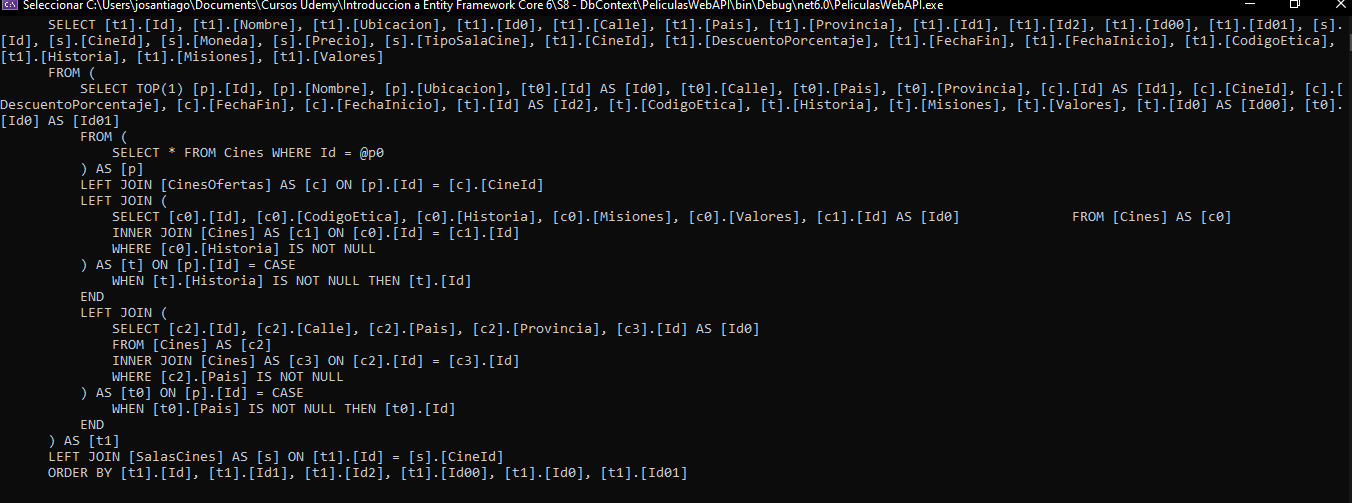 Seleccionar C:\Users\josantiago\Documents\Cursos Udemy\Introduccion a Entity Framework Core 6\S8 - DbContext\PeliculasWebAPI\bin\Debug\net6.0\PeliculasWebAPI.exe
SELECT [t1].[Id], [t1].[Nombre], [t1].[Ubicacion], [t1].[Id0], [t1].[Calle], [t1].[Pais], [t1].[Provincia], [t1].[Id1], [t1].[Id2], [t1].[Id00], [t1].[Id01], [s].
[Id], [s].[CineId], [s].[Moneda], [s].[Precio], [s].[TipoSalaCine], [t1].[CineId], [t1].[DescuentoPorcentaje], [t1].[FechaFin], [t1].[FechaInicio], [t1].[CodigoEtica],
[t1].[Historia], [t1].[Misiones], [t1].[Valores]
FROM (
SELECT TOP(1) [p].[Id], [p].[Nombre], [p].[Ubicacion], [t0].[Id] AS [Id0], [t0].[Calle], [t0].[Pais], [t0].[Provincia], [c].[Id] AS [Id1], [c].[CineId], [c].[
DescuentoPorcentaje], [c].[FechaFin], [c].[FechaInicio], [t].[Id] AS [Id2], [t].[CodigoEtica], [t].[Historia], [t].[Misiones], [t].[Valores], [t].[Id0] AS [Id00], [t0].
[Id0] AS [Id01]
FROM (
SELECT * FROM Cines WHERE Id = @p0
) AS [p]
LEFT JOIN [CinesOfertas] AS [c] ON [p].[Id] = [c].[CineId]
LEFT JOIN (
SELECT [c0].[Id], [c0].[CodigoEtica], [c0].[Historia], [c0].[Misiones], [c0].[Valores], [c1].[Id] AS [Id0] FROM [Cines] AS [c0]
INNER JOIN [Cines] AS [c1] ON [c0].[Id] = [c1].[Id]
WHERE [c0].[Historia] IS NOT NULL
) AS [t] ON [p].[Id] = CASE
WHEN [t].[Historia] IS NOT NULL THEN [t].[Id]
END
LEFT JOIN (
SELECT [c2].[Id], [c2].[Calle], [c2].[Pais], [c2].[Provincia], [c3].[Id] AS [Id0]
FROM [Cines] AS [c2]
INNER JOIN [Cines] AS [c3] ON [c2].[Id] = [c3].[Id]
WHERE [c2].[Pais] IS NOT NULL
) AS [t0] ON [p].[Id] = CASE
WHEN [t0].[Pais] IS NOT NULL THEN [t0].[Id]
END
) AS [t1]
LEFT JOIN [SalasCines] AS [s] ON [t1].[Id] = [s].[CineId]
ORDER BY [t1].[Id], [t1].[Id1], [t1].[Id2], [t1].[Id00], [t1].[Id0], [t1].[Id01]